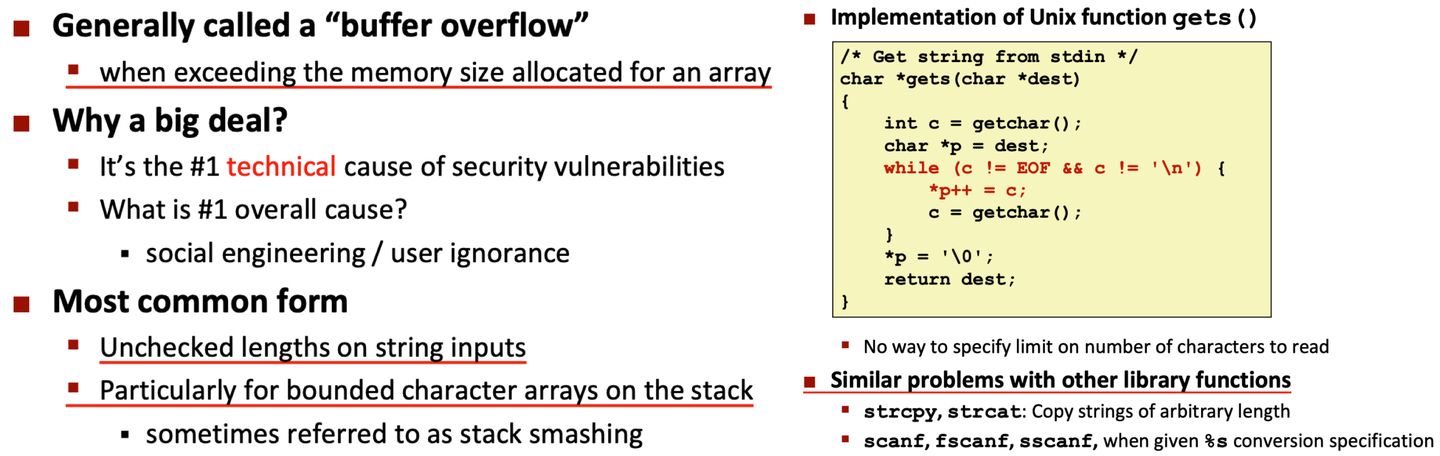 Generally called a “buffer overflow”
when exceeding the memory size allocated for an array
Why a big deal?
It’s the #1 technical cause of security vulnerabilities
What is #1 overall cause?
social engineering / user ignorance
Most common form
Unchecked lengths on string inputs
Particularly for bounded character arrays on the stack
sometimes referred to as stack smashing
Implementation of Unix function gets()
/* Get string from stdin */
char *gets(char *dest)
{
    int c = getchar();
    char *p = dest;
    while (c != EOF && c != '\n') {
        *p++ = c;
        c = getchar();
    }
    *p = '\0';
    return dest;
}
No way to specify limit on number of characters to read
Similar problems with other library functions
strcpy, strcat: Copy strings of arbitrary length
scanf, fscanf, sscanf, when given %s conversion specification